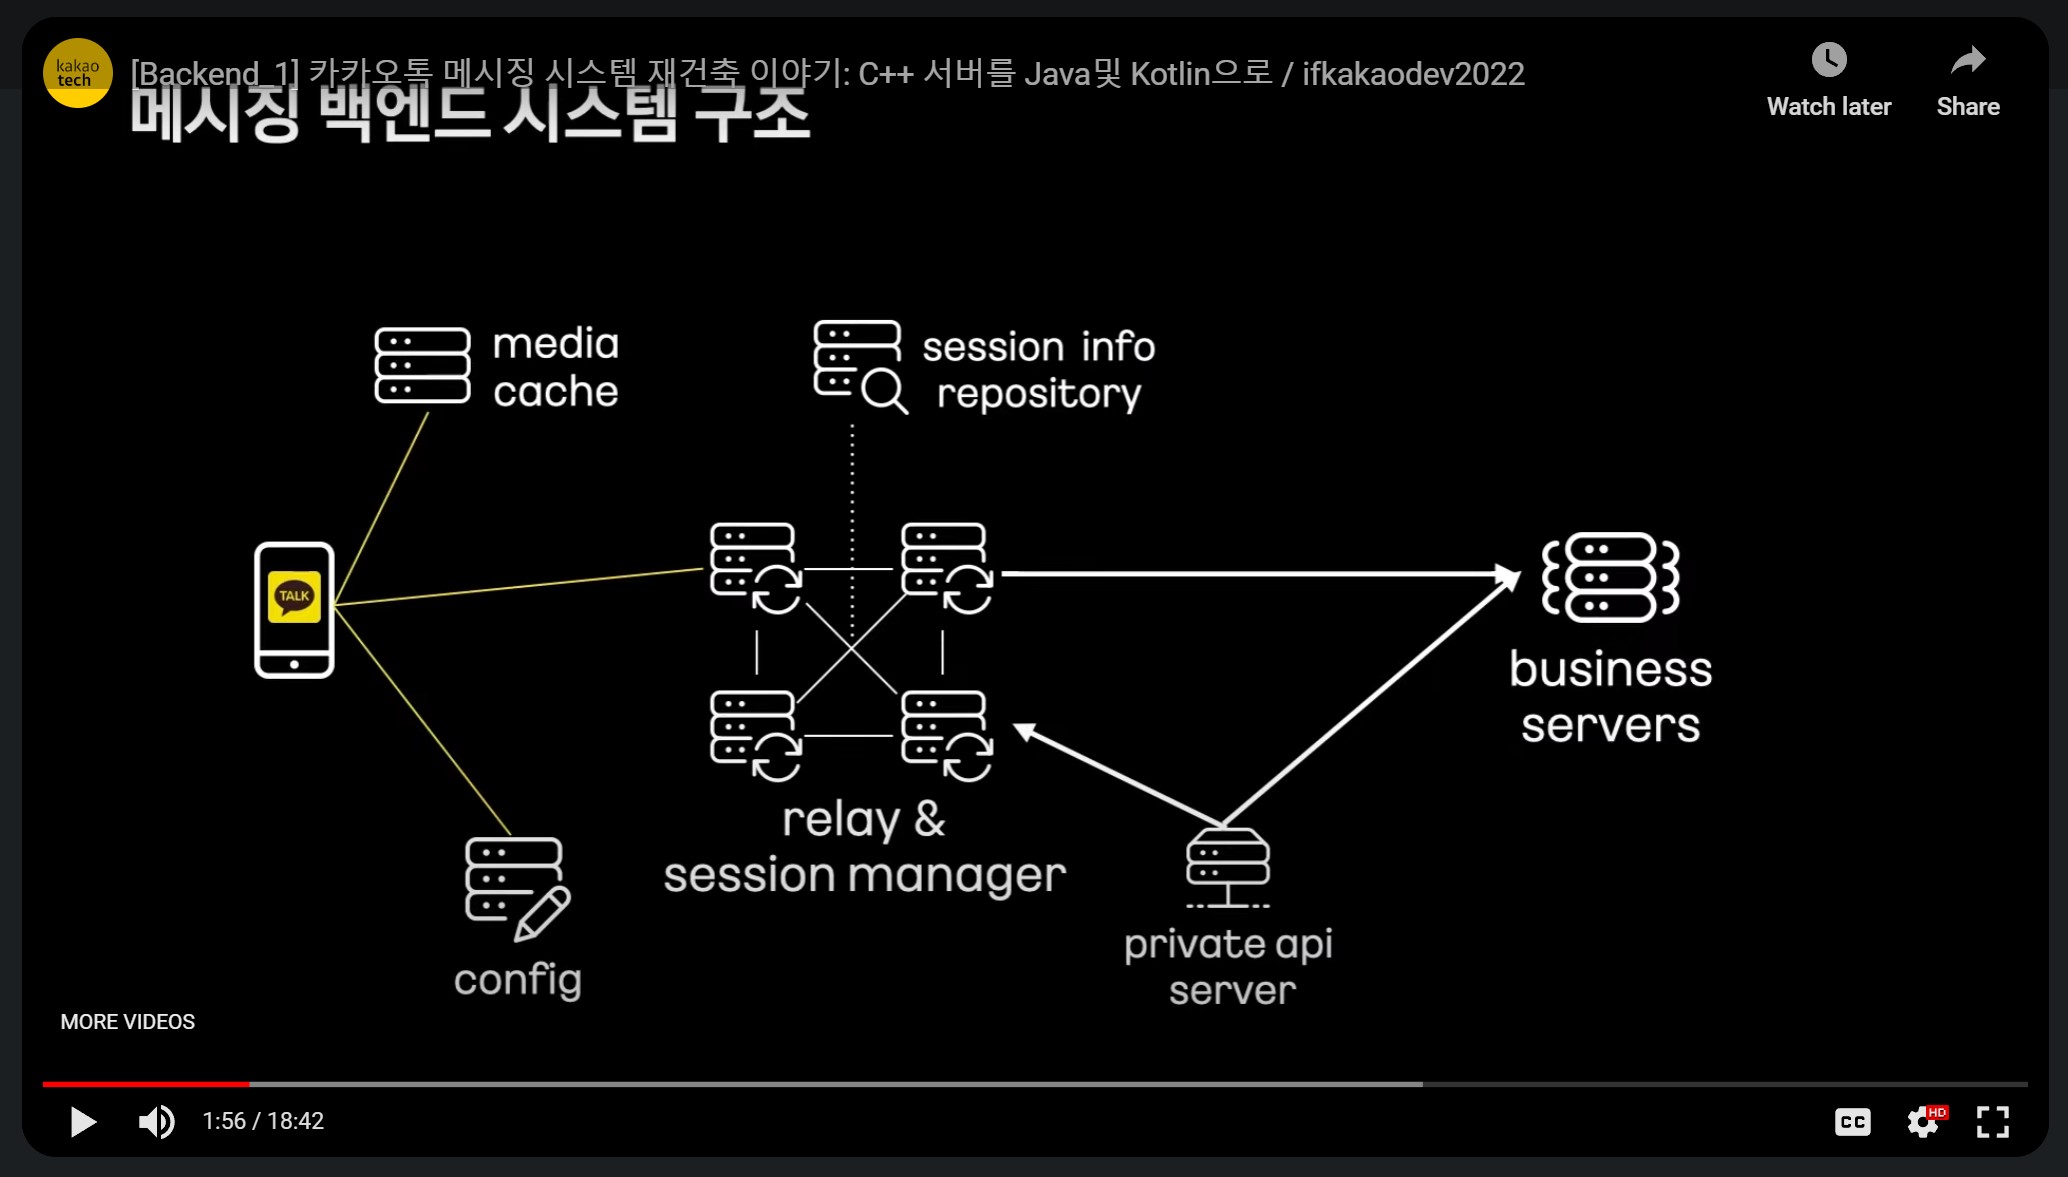 kakao
tech
[Backend_1] 카카오톡 메시징 시스템 재건축 이야기: C++ 서버를 Java및 Kotlin으로 / ifkakaodev2022
Watch later
Share
메시징 백엔드 시스템 구조
media
cache
session info
repository
TALK
business
servers
relay &
session manager
private api
server
config
MORE VIDEOS
1:56 / 18:42
CC
HD